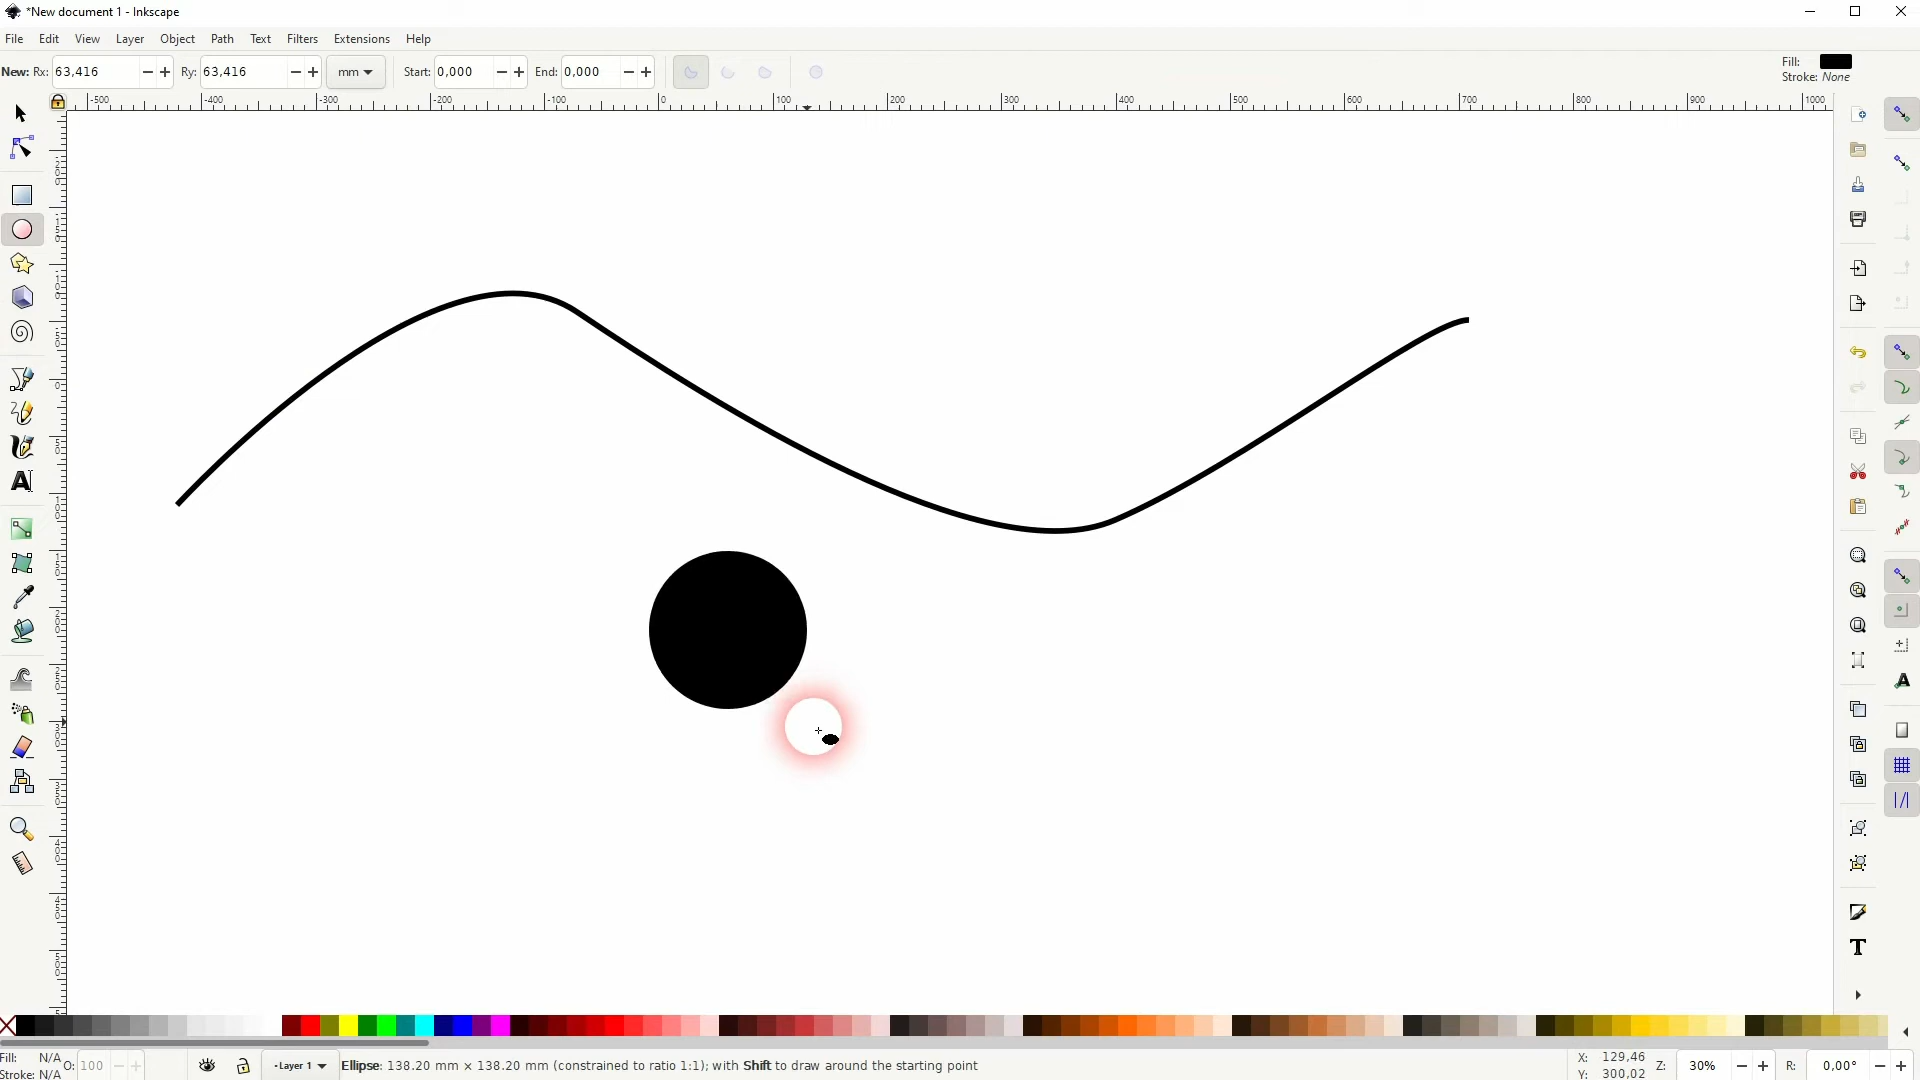 *New document 1 - Inkscape
File Edit View Layer Object Path Text Filters Extensions Help
New: Rx: 63,416 Ry: 63,416 mm Start: 0,000 End: 0,000
Fill:
Stroke: None
-500 -400 -300 -200 -100 0 100 200 300 400 500 600 700 800 900 1000
Fill: N/A
Stroke: N/A
O: 100
-Layer 1
Ellipse: 138.20 mm × 138.20 mm (constrained to ratio 1:1); with Shift to draw around the starting point
X: 129,46
Y: 300,02
Z: 30%
R: 0,00°